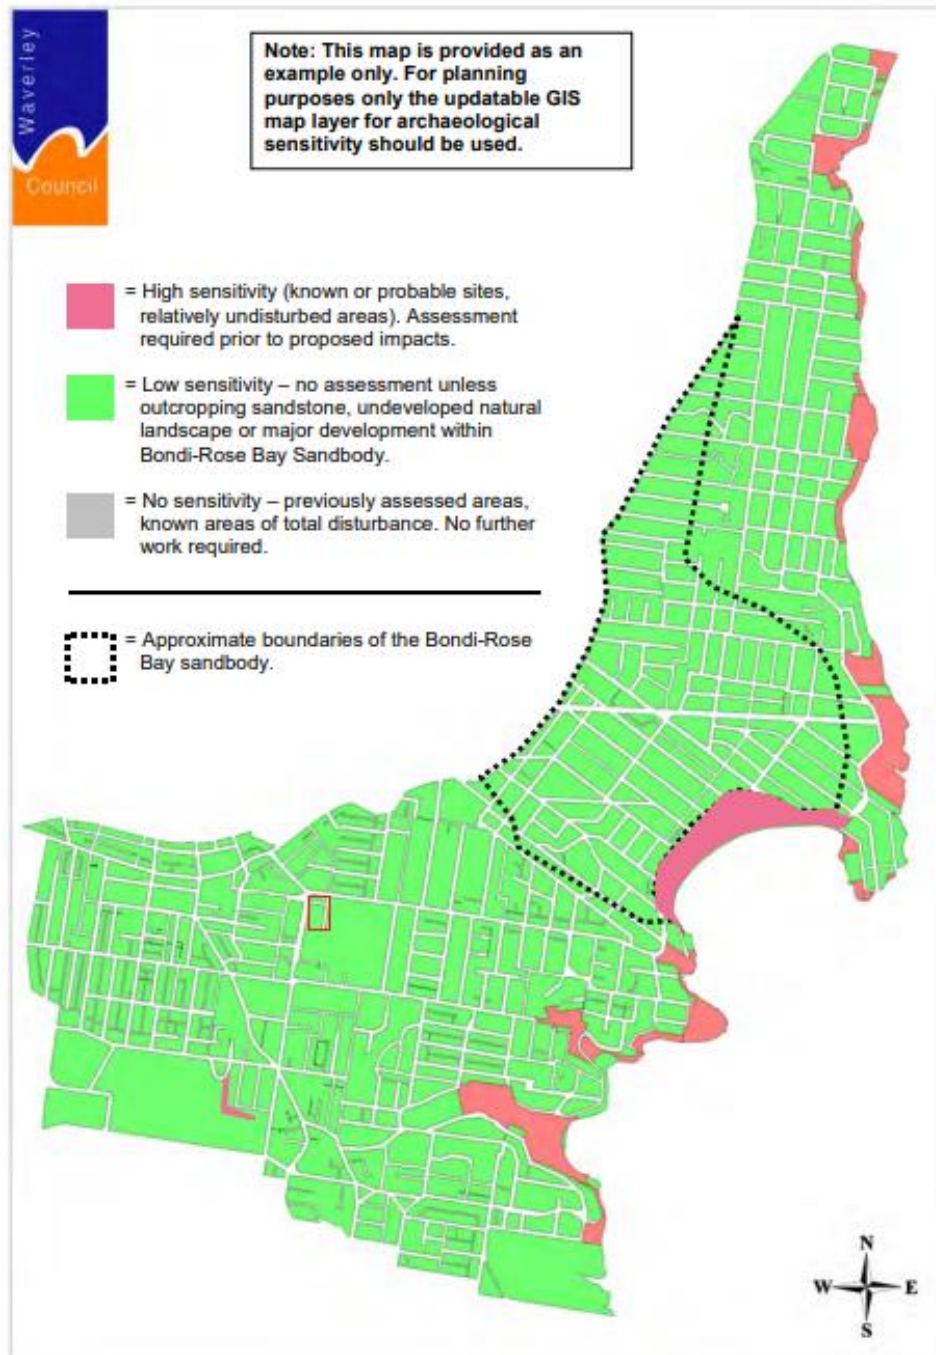 Waverley
Council
Note: This map is provided as an
example only. For planning
purposes only the updatable GIS
map layer for archaeological
sensitivity should be used.
= High sensitivity (known or probable sites,
relatively undisturbed areas). Assessment
required prior to proposed impacts.
= Low sensitivity – no assessment unless
outcropping sandstone, undeveloped natural
landscape or major development within
Bondi-Rose Bay Sandbody.
= No sensitivity – previously assessed areas,
known areas of total disturbance. No further
work required.
= Approximate boundaries of the Bondi-Rose
Bay sandbody.
N
W E
S